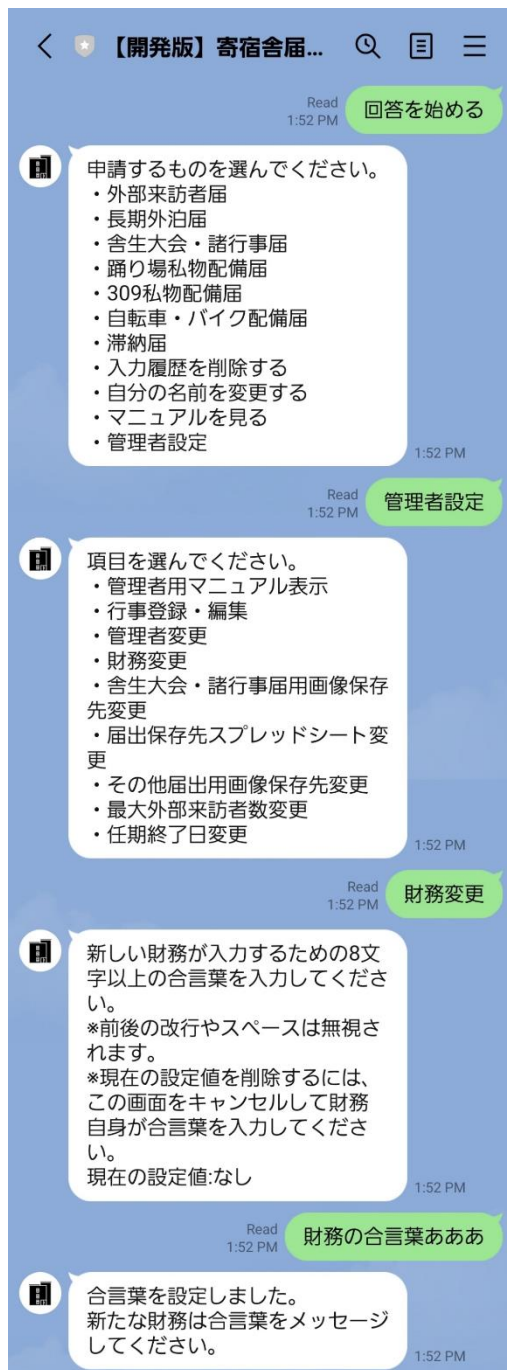 【開発版】寄宿舎届...
Read
1:52 PM
回答を始める
申請するものを選んでください。
・外部来訪者届
・長期外泊届
・舎生大会・諸行事届
・踊り場私物配備届
・309私物配備届
・自転車・バイク配備届
・滞納届
・入力履歴を削除する
・自分の名前を変更する
・マニュアルを見る
・管理者設定
1:52 PM
Read
1:52 PM
管理者設定
項目を選んでください。
・管理者用マニュアル表示
・行事登録・編集
・管理者変更
・財務変更
・舎生大会・諸行事届用画像保存
先変更
・届出保存先スプレッドシート変
更
・その他届出用画像保存先変更
・最大外部来訪者数変更
・任期終了日変更
1:52 PM
Read
1:52 PM
財務変更
新しい財務が入力するための8文
字以上の合言葉を入力してくださ
い。
*前後の改行やスペースは無視さ
れます。
*現在の設定値を削除するには、
この画面をキャンセルして財務
自身が合言葉を入力してくださ
い。
現在の設定値:なし
1:52 PM
Read
1:52 PM
財務の合言葉あああ
合言葉を設定しました。
新たな財務は合言葉をメッセージ
してください。
1:52 PM